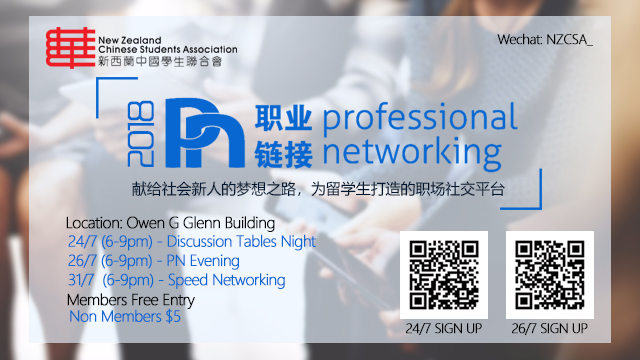 New Zealand
Chinese Students Association
新西蘭中國學生聯合會
Wechat: NZCSA_
2018 Pn 职业链接 professional networking
献给社会新人的梦想之路，为留学生打造的职场社交平台
Location: Owen G Glenn Building
24/7 (6-9pm) - Discussion Tables Night
26/7 (6-9pm) - PN Evening
31/7 (6-9pm) - Speed Networking
Members Free Entry
Non Members $5
24/7 SIGN UP
26/7 SIGN UP